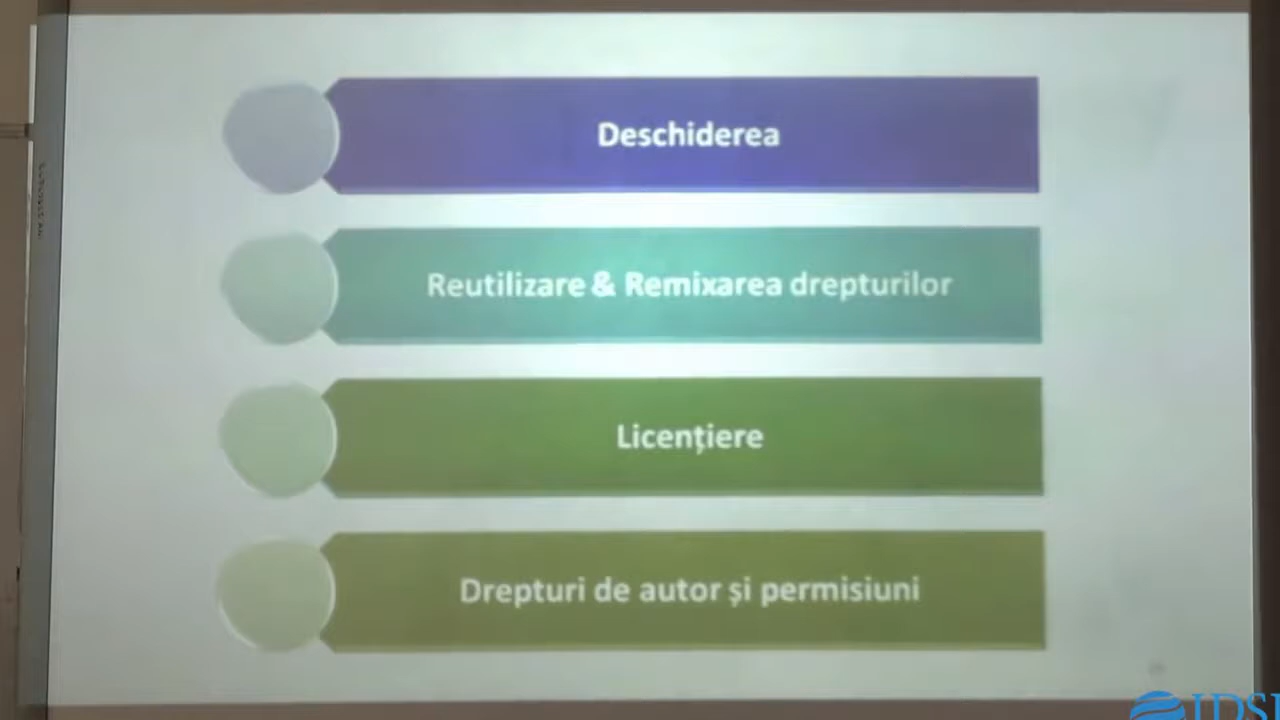 Deschiderea
Reutilizare & Remixarea drepturilor
Licențiere
Drepturi de autor și permisiuni